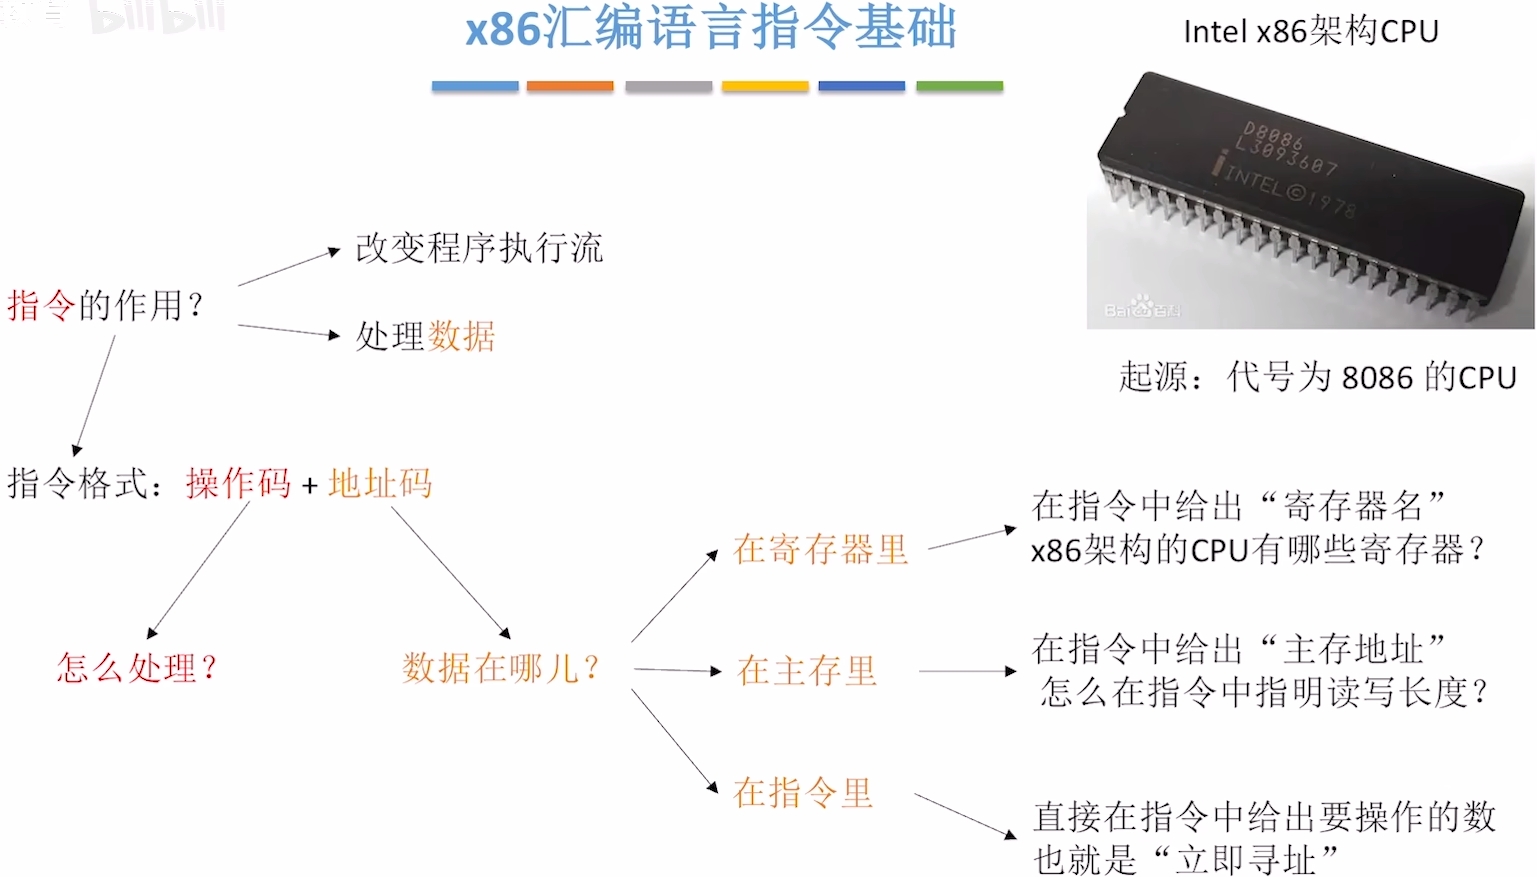 bilibili
x86汇编语言指令基础
Intel x86架构CPU
D8086
L3093607
INTEL©1978
Bai百科
起源：代号为 8086 的CPU
指令的作用？
改变程序执行流
处理数据
指令格式：操作码 + 地址码
怎么处理？
数据在哪儿？
在寄存器里
在指令中给出“寄存器名”
x86架构的CPU有哪些寄存器？
在主存里
在指令中给出“主存地址”
怎么在指令中指明读写长度？
在指令里
直接在指令中给出要操作的数
也就是“立即寻址”